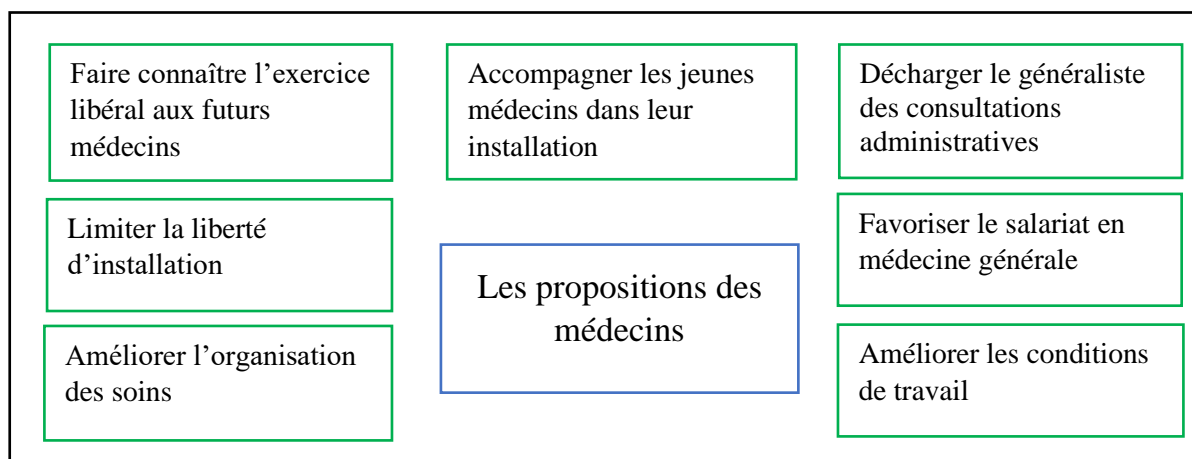 Faire connaître l’exercice
libéral aux futurs
médecins
Accompagner les jeunes
médecins dans leur
installation
Décharger le généraliste
des consultations
administratives
Limiter la liberté
d’installation
Favoriser le salariat en
médecine générale
Les propositions des
médecins
Améliorer l’organisation
des soins
Améliorer les conditions
de travail